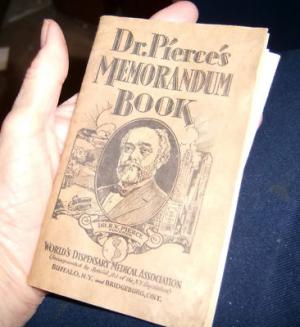 Dr. Pierce's
MEMORANDUM
BOOK
DR. R.V. PIERCE
WORLD'S DISPENSARY MEDICAL ASSOCIATION
BUFFALO, N.Y. AND BRIDGEBURG, ONT.